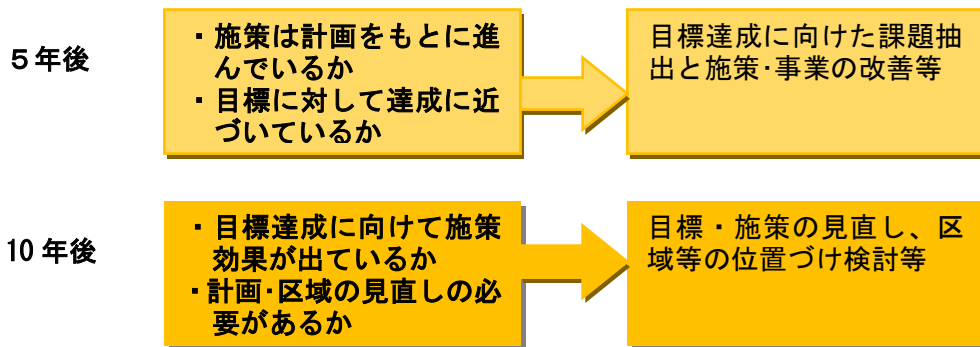 5年後
・施策は計画をもとに進
んでいるか
・目標に対して達成に近
づいているか
目標達成に向けた課題抽
出と施策・事業の改善等
10年後
・目標達成に向けて施策
効果が出ているか
・計画・区域の見直しの必
要があるか
目標・施策の見直し、区
域等の位置づけ検討等